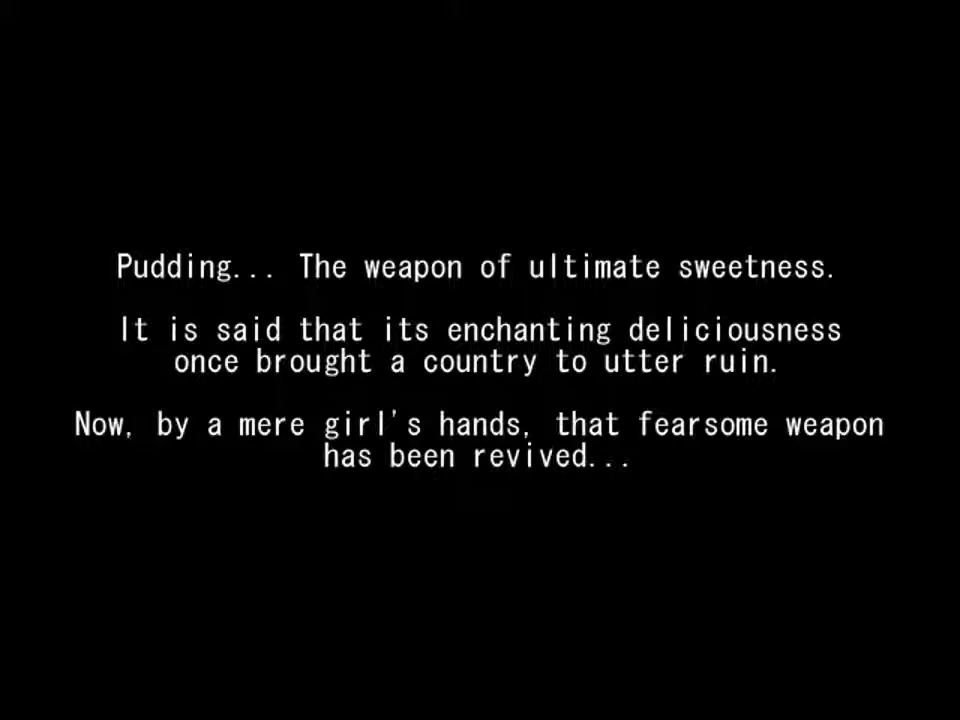 Pudding... The weapon of ultimate sweetness.
It is said that its enchanting deliciousness
once brought a country to utter ruin.
Now, by a mere girl's hands, that fearsome weapon
has been revived...